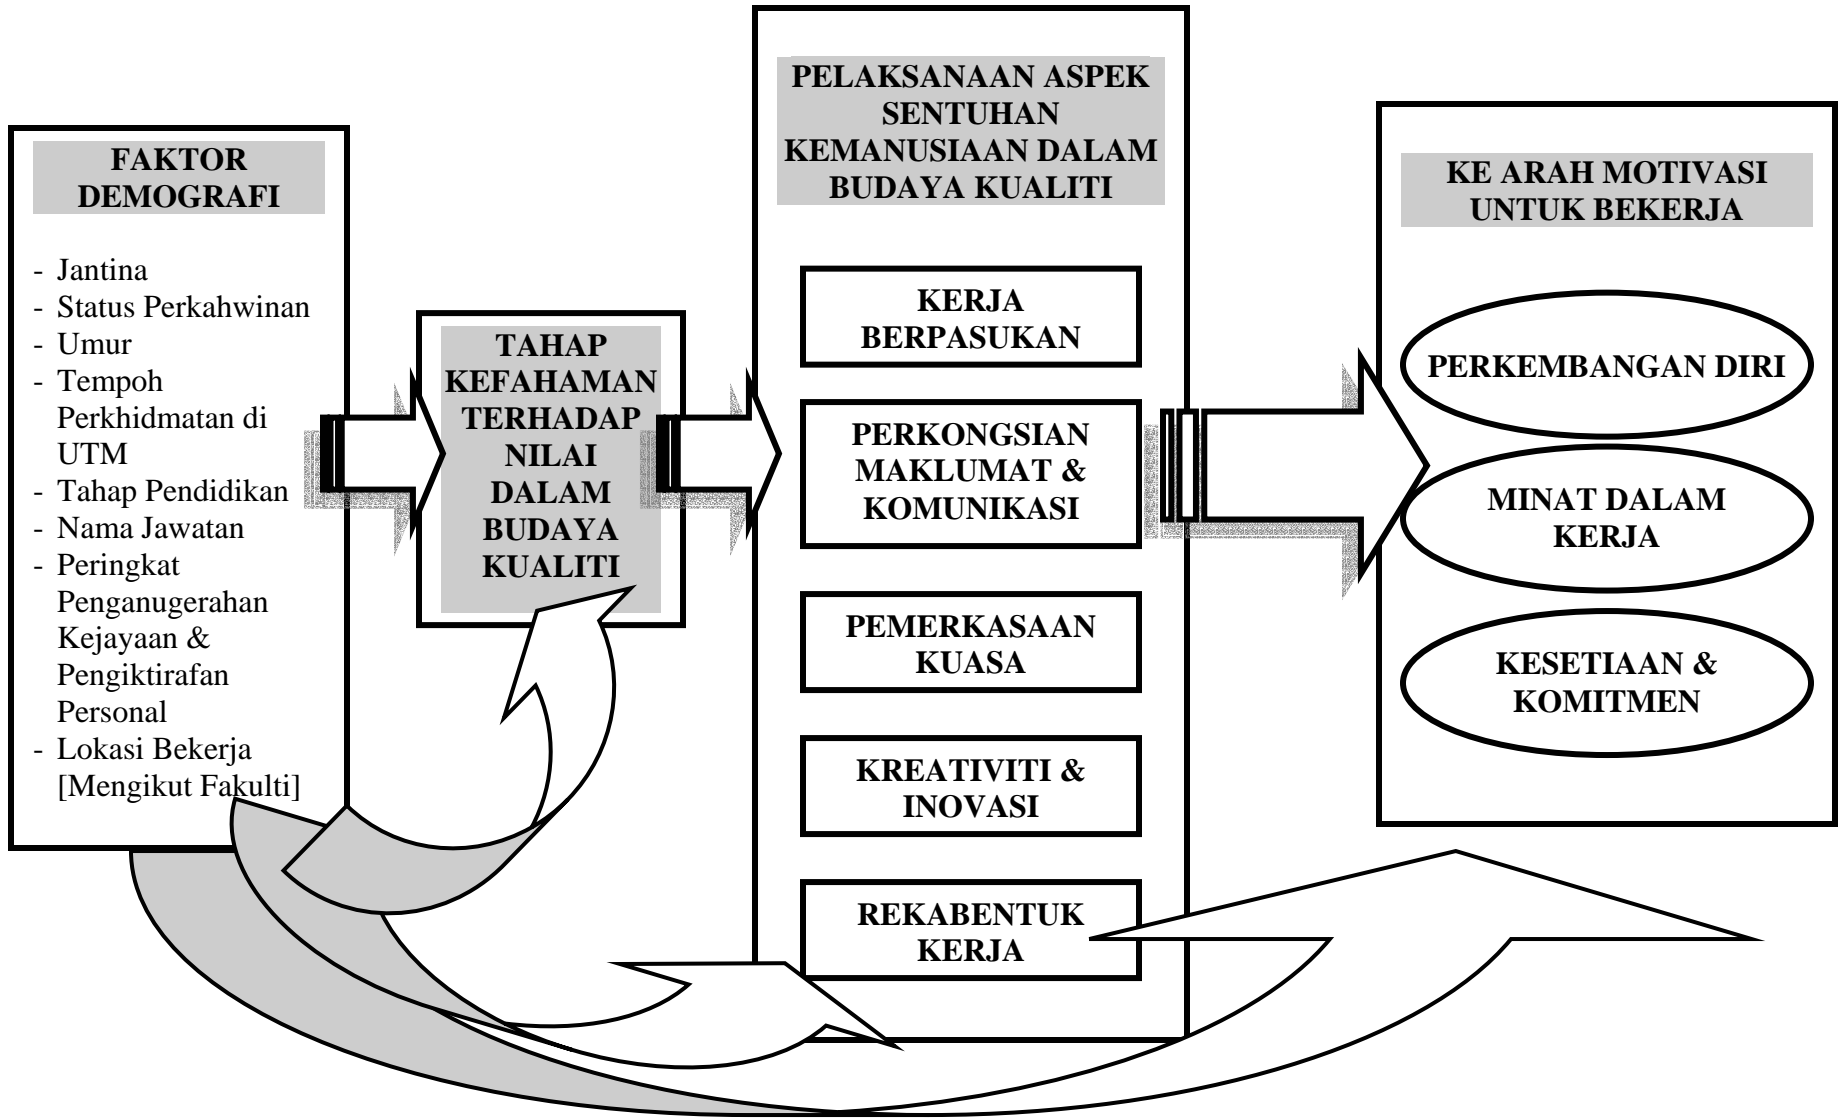 FAKTOR
DEMOGRAFI
- Jantina
- Status Perkahwinan
- Umur
- Tempoh
Perkhidmatan di
UTM
- Tahap Pendidikan
- Nama Jawatan
- Peringkat
Penganugerahan
Kejayaan &
Pengiktirafan
Personal
- Lokasi Bekerja
[Mengikut Fakulti]
TAHAP
KEFAHAMAN
TERHADAP
NILAI
DALAM
BUDAYA
KUALITI
PELAKSANAAN ASPEK
SENTUHAN
KEMANUSIAAN DALAM
BUDAYA KUALITI
KERJA
BERPASUKAN
PERKONGSIAN
MAKLUMAT &
KOMUNIKASI
PEMERKASAAN
KUASA
KREATIVITI &
INOVASI
REKABENTUK
KERJA
KE ARAH MOTIVASI
UNTUK BEKERJA
PERKEMBANGAN DIRI
MINAT DALAM
KERJA
KESETIAAN &
KOMITMEN